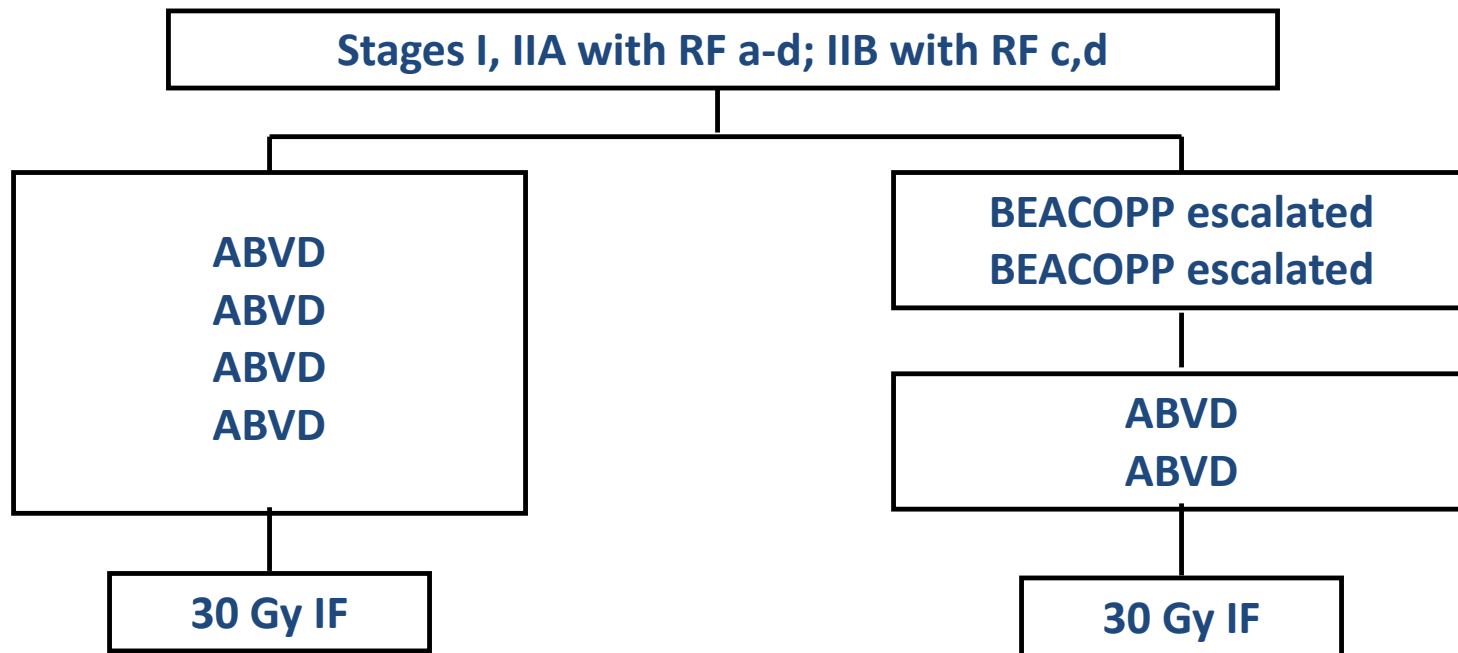 Stages I, IIA with RF a-d; IIB with RF c,d
ABVD
ABVD
ABVD
ABVD
30 Gy IF
BEACOPP escalated
BEACOPP escalated
ABVD
ABVD
30 Gy IF